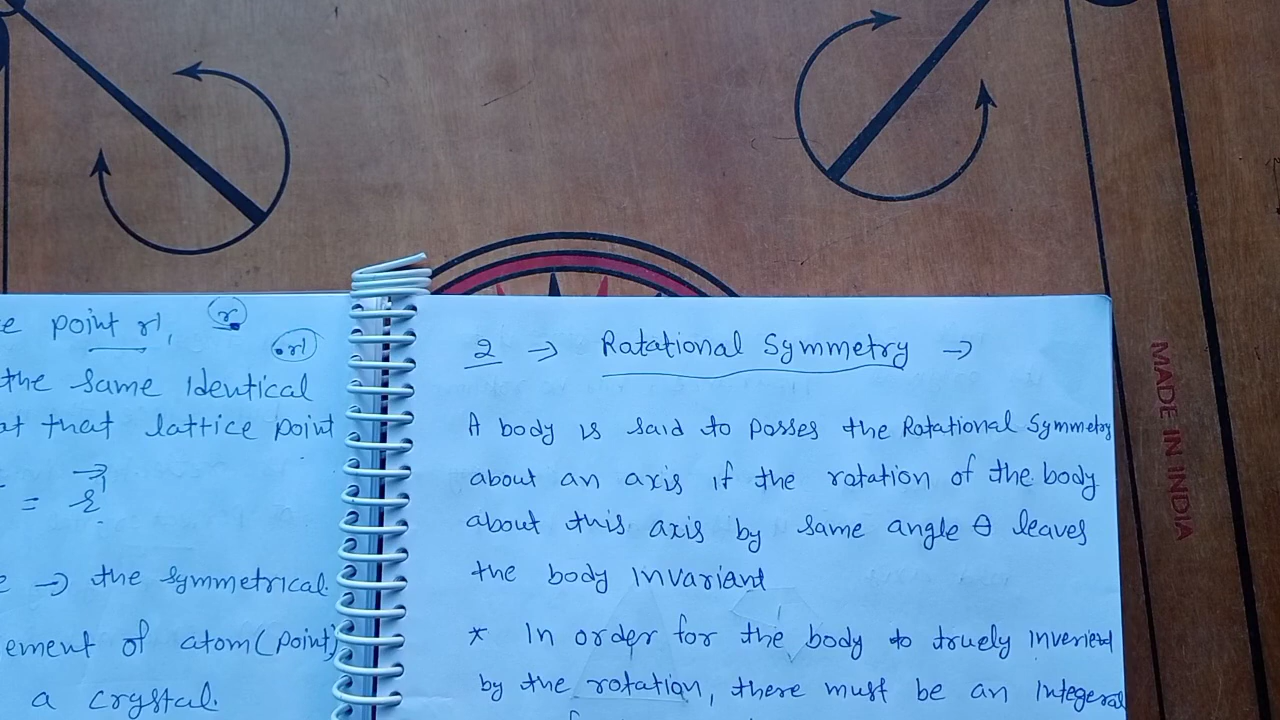 e point r1,
r
.r1
the same identical
at that lattice point
=
e → the symmetrical
ement of atom (point)
a crystal.
2 → Ratational Symmetry →
A body is said to posses the Rotational Symmetry
about an axis if the rotation of the body
about this axis by same angle θ leaves
the body invariant
* In order for the body to truely
by the rotation, there must be an integeral
MADE IN INDIA